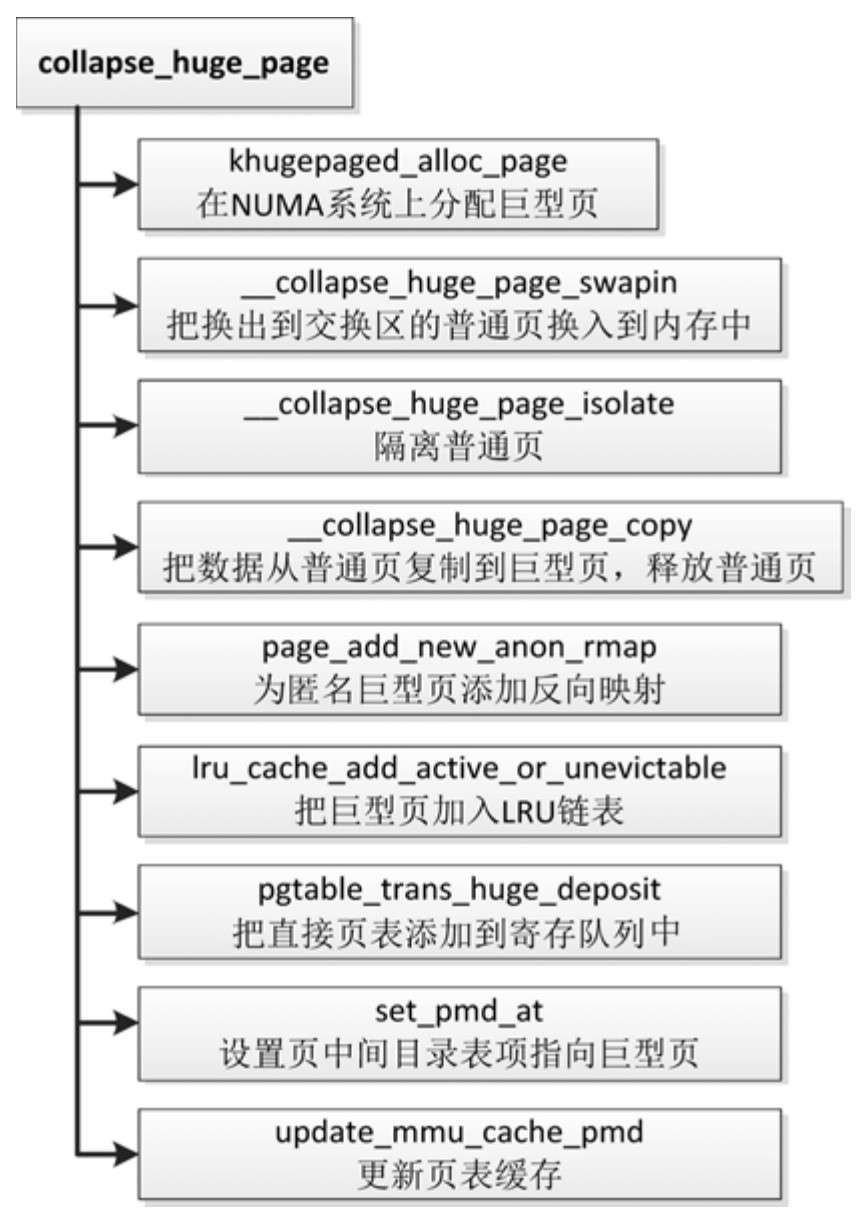 collapse_huge_page
khugepaged_alloc_page
在NUMA系统上分配巨型页
__collapse_huge_page_swapin
把换出到交换区的普通页换入到内存中
__collapse_huge_page_isolate
隔离普通页
__collapse_huge_page_copy
把数据从普通页复制到巨型页，释放普通页
page_add_new_anon_rmap
为匿名巨型页添加反向映射
lru_cache_add_active_or_unevictable
把巨型页加入LRU链表
pgtable_trans_huge_deposit
把直接页表添加到寄存队列中
set_pmd_at
设置页中间目录表项指向巨型页
update_mmu_cache_pmd
更新页表缓存